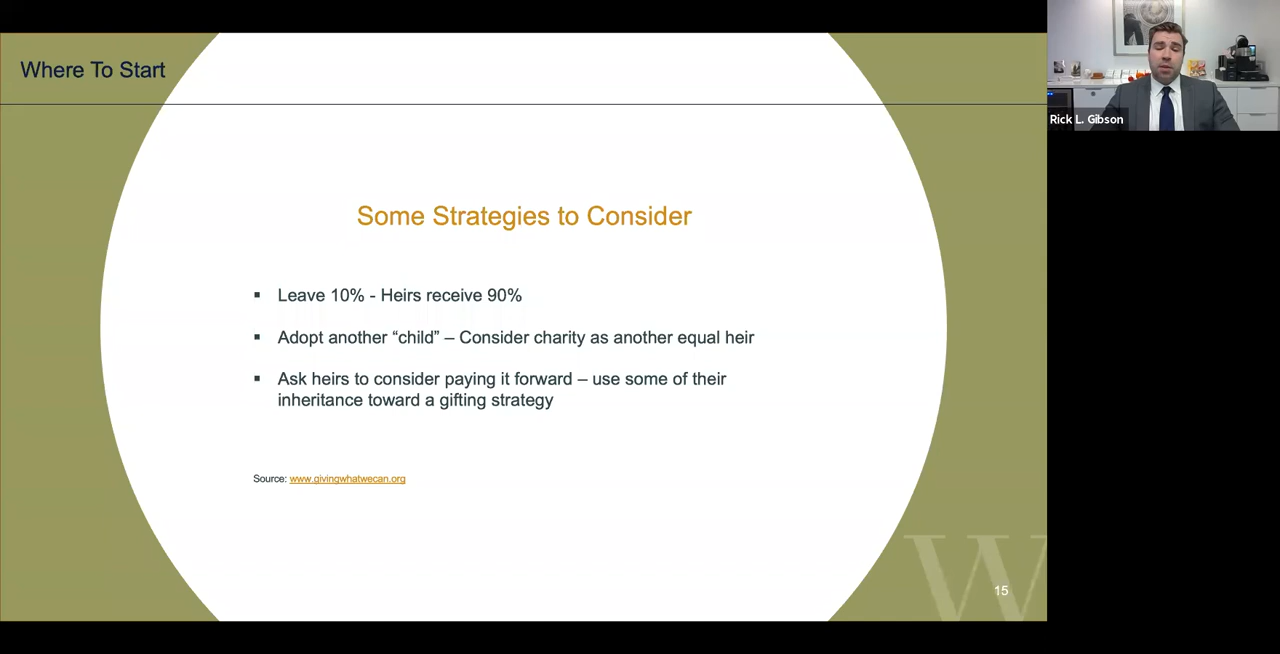 Where To Start
Rick L. Gibson
Some Strategies to Consider
▪ Leave 10% - Heirs receive 90%
▪ Adopt another “child” – Consider charity as another equal heir
▪ Ask heirs to consider paying it forward – use some of their
inheritance toward a gifting strategy
Source: www.givingwhatwecan.org
W
15